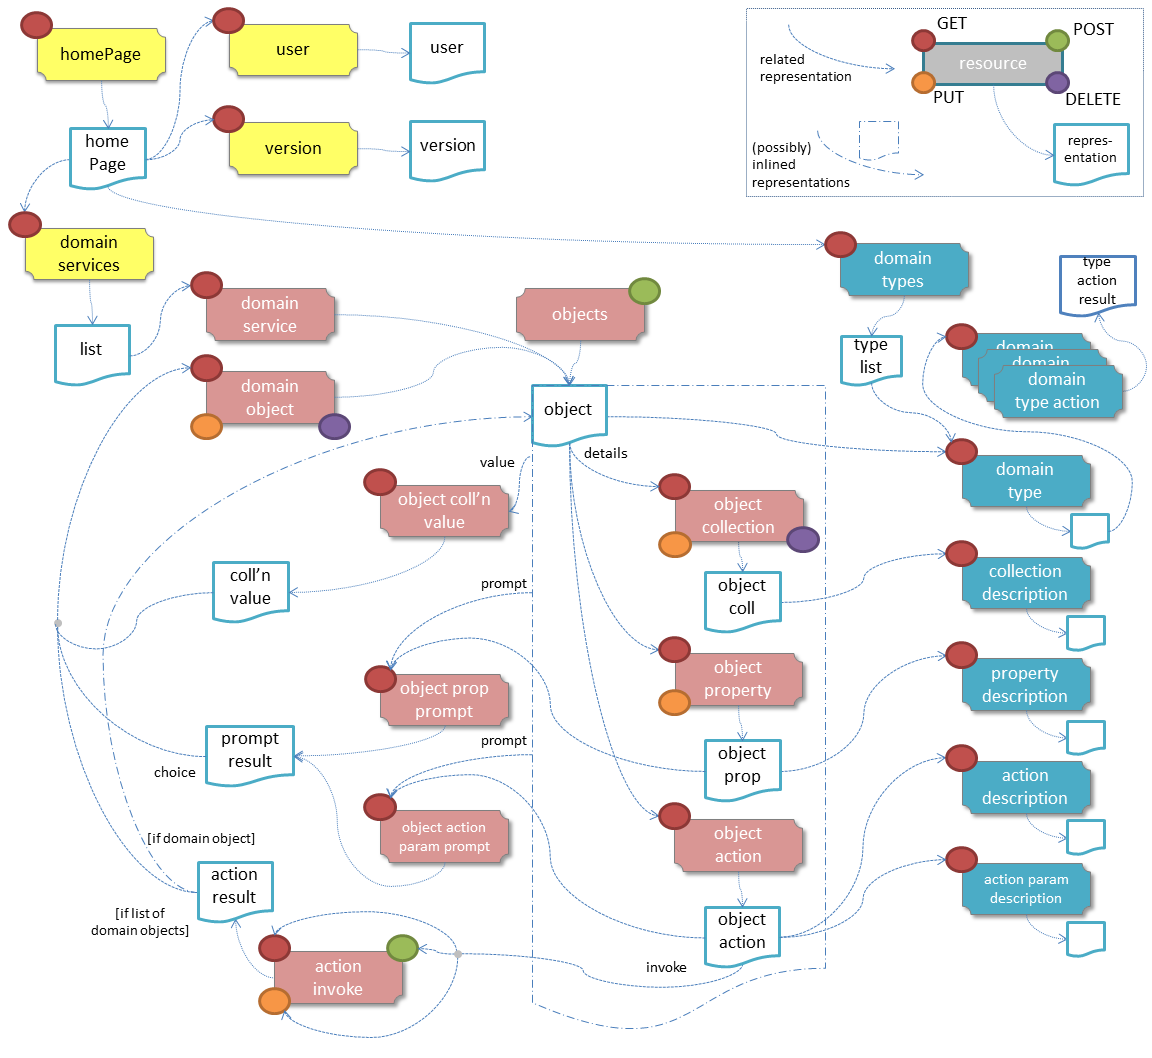 homePage
user
user
home
Page
version
version
GET
POST
resource
PUT
DELETE
related
representation
repres-
entation
(possibly)
inlined
representations
domain
services
list
domain
service
objects
domain
object
object
domain
types
type
list
type
action
result
domain
domain
domain
type action
domain
type
value
details
object coll'n
value
object
collection
coll'n
value
object
coll
collection
description
prompt
object prop
prompt
object
property
property
description
prompt
result
choice
prompt
object
prop
action
description
object action
param prompt
object
action
action param
description
[if domain object]
action
result
[if list of
domain objects]
object
action
invoke
action
invoke